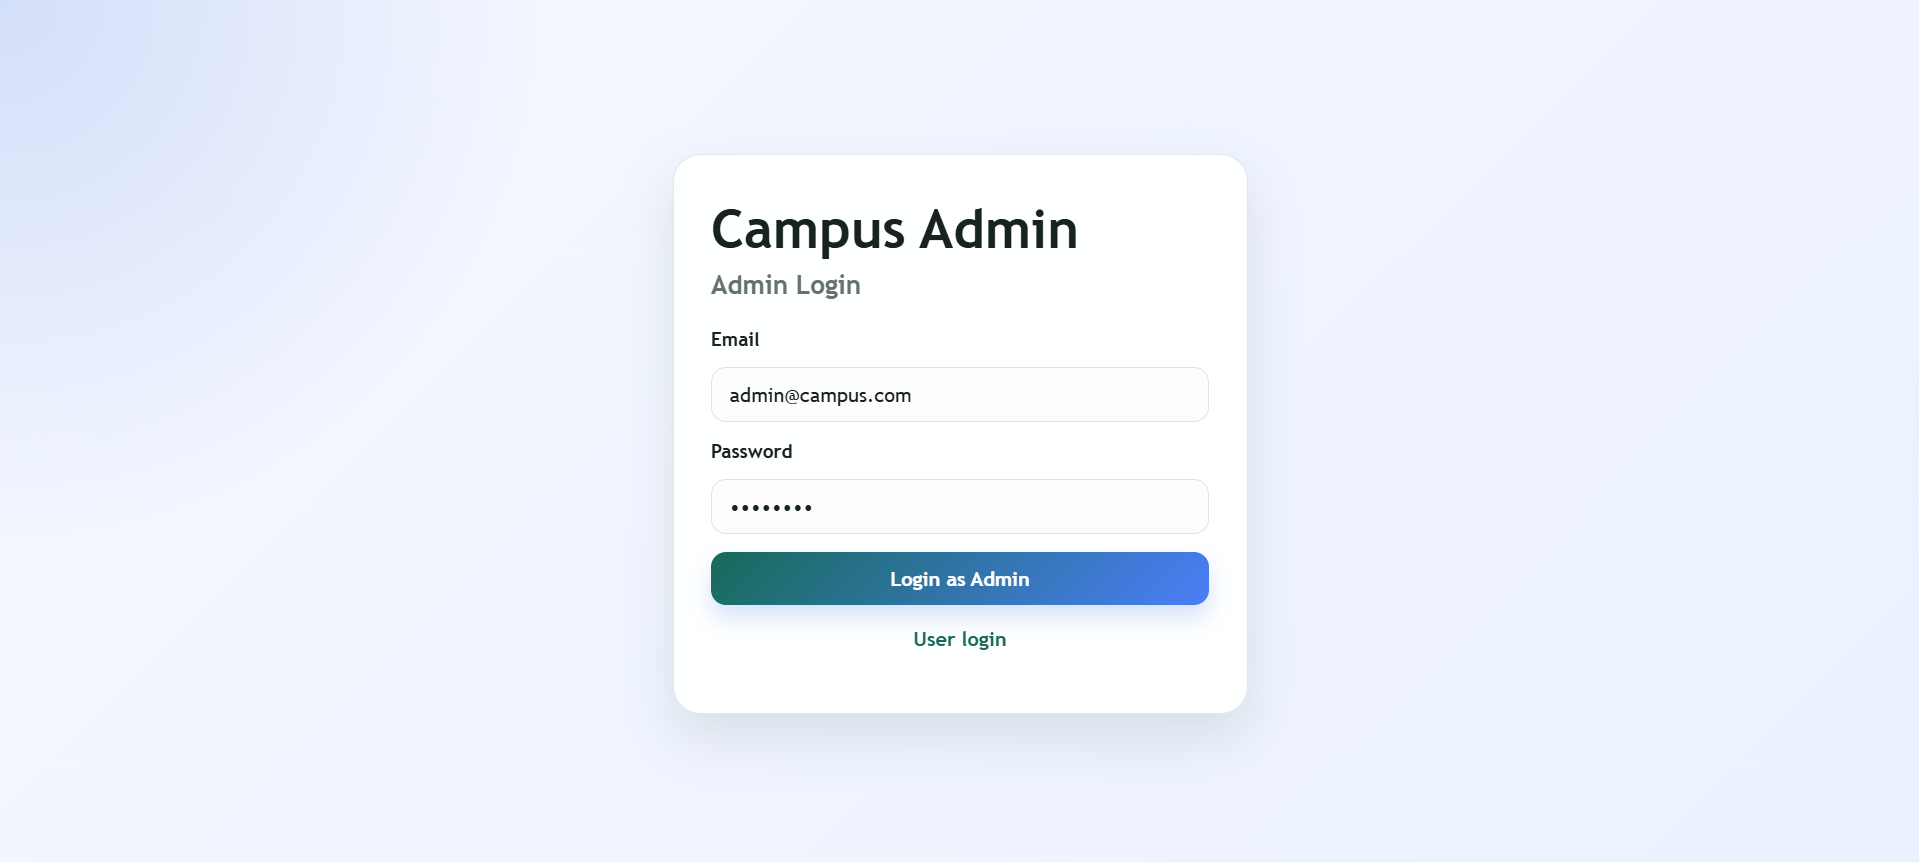 Campus Admin
Admin Login
Email
admin@campus.com
Password
••••••••
Login as Admin
User login